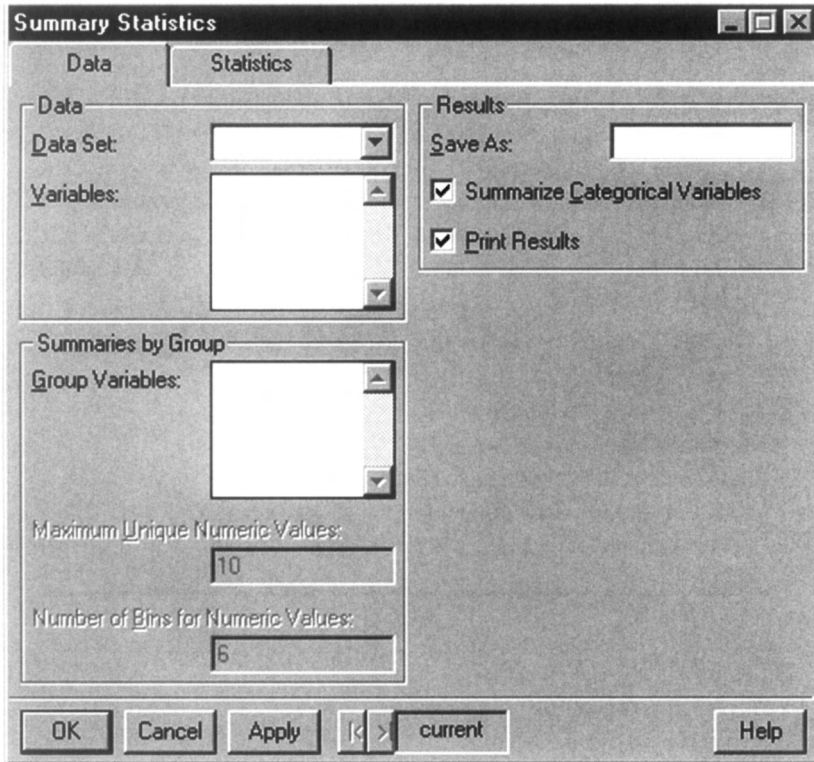 Summary Statistics
Data
Statistics
Data
Data Set:
Variables:
Summaries by Group
Group Variables:
Maximum Unique Numeric Values:
10
Number of Bins for Numeric Values:
6
Results
Save As:
Summarize Categorical Variables
Print Results
OK
Cancel
Apply
|<
>
current
Help